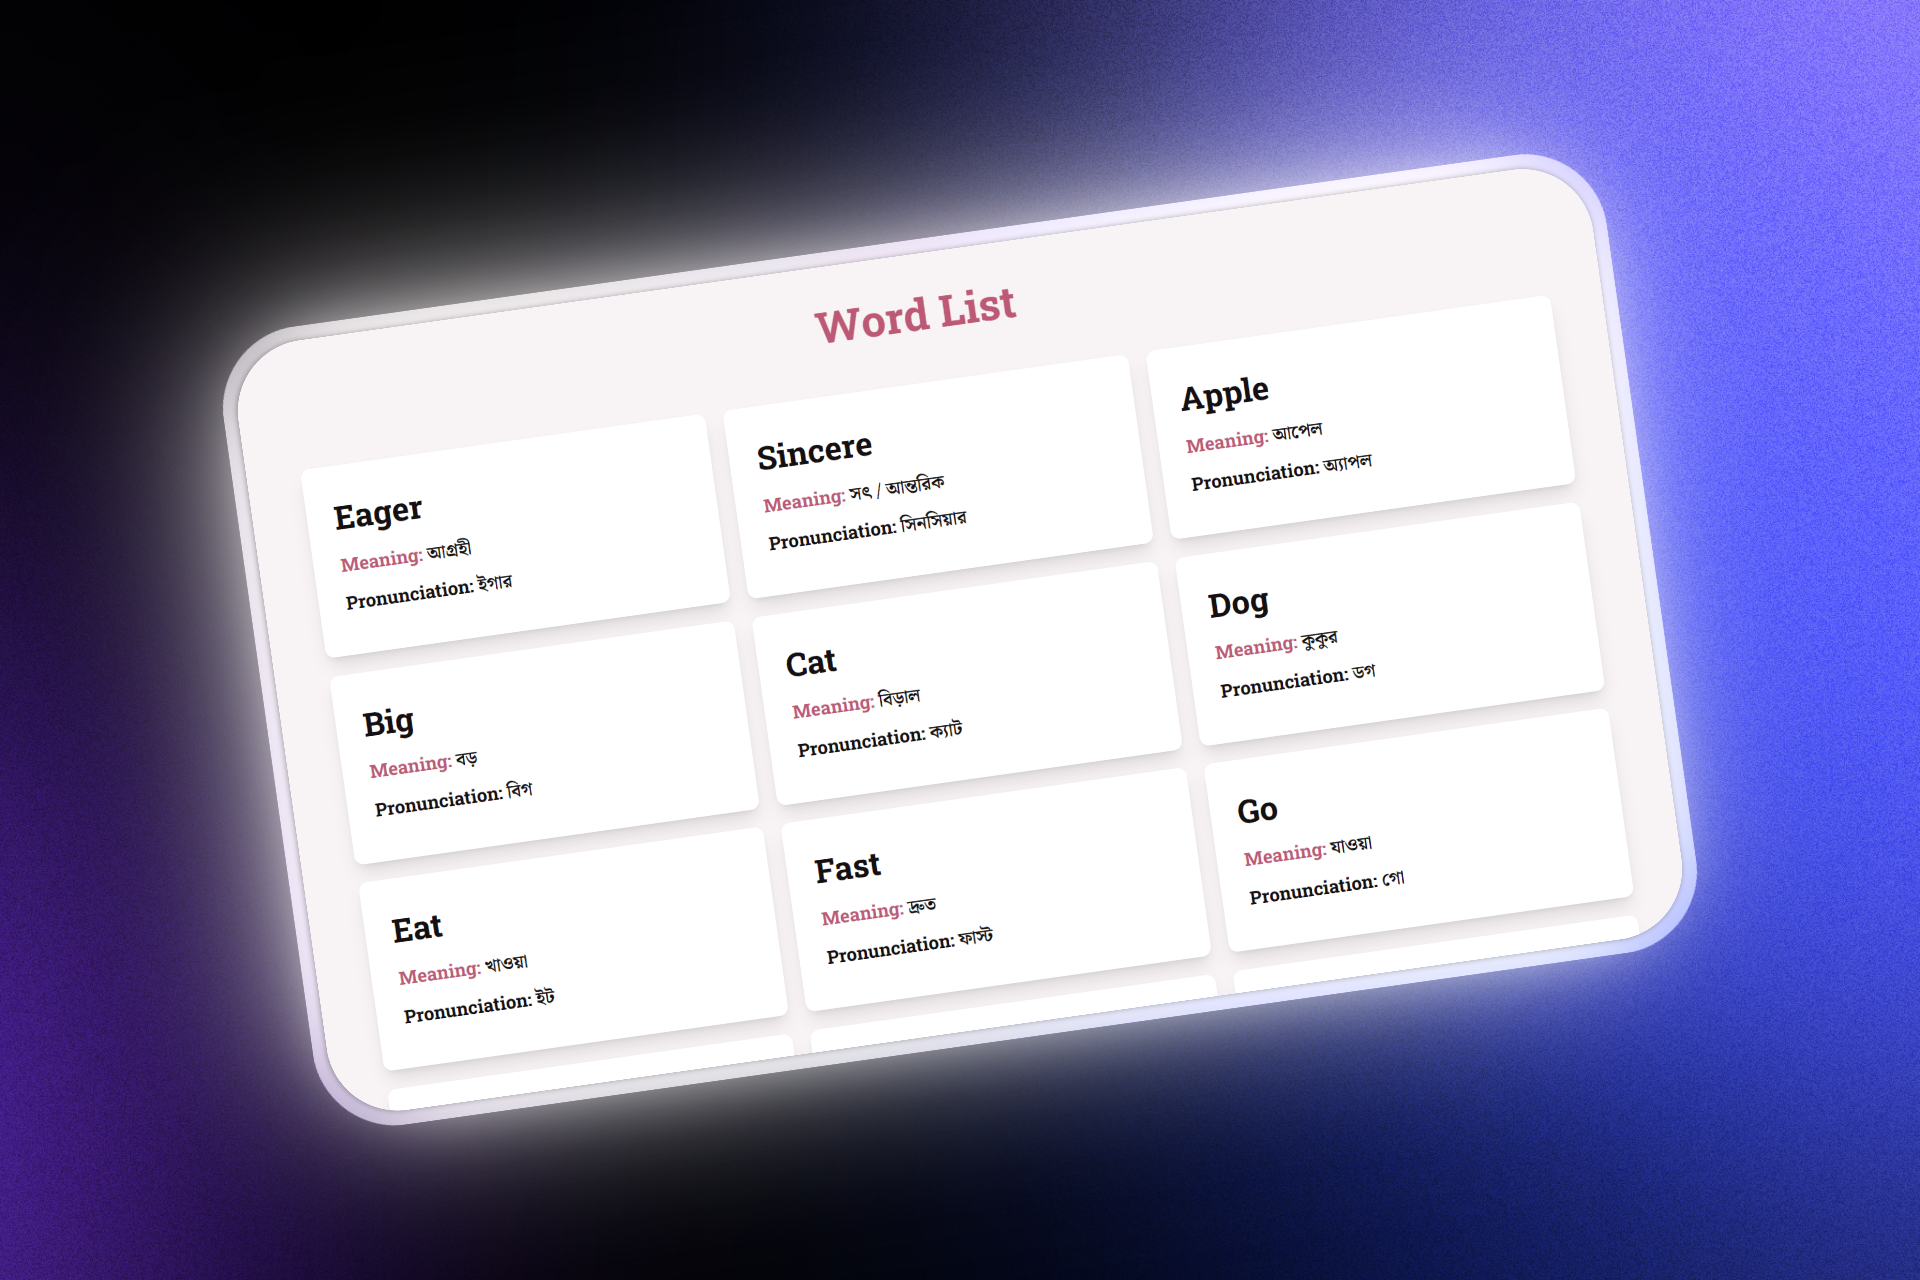 Word List
Eager
Meaning: আগ্রহী
Pronunciation: ইগার
Sincere
Meaning: সৎ / আন্তরিক
Pronunciation: সিনসিয়ার
Apple
Meaning: আপেল
Pronunciation: অ্যাপল
Big
Meaning: বড়
Pronunciation: বিগ
Cat
Meaning: বিড়াল
Pronunciation: ক্যাট
Dog
Meaning: কুকুর
Pronunciation: ডগ
Eat
Meaning: খাওয়া
Pronunciation: ইট
Fast
Meaning: দ্রুত
Pronunciation: ফাস্ট
Go
Meaning: যাওয়া
Pronunciation: গো